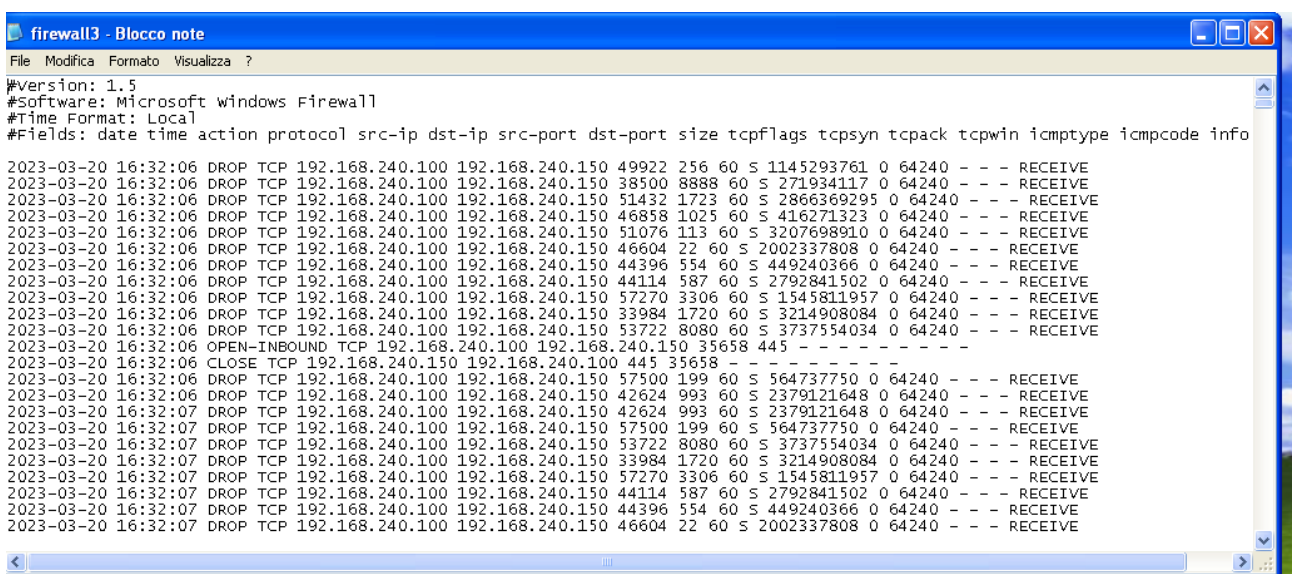 firewall3 - Blocco note
File Modifica Formato Visualizza ?
#Version: 1.5
#Software: Microsoft Windows Firewall
#Time Format: Local
#Fields: date time action protocol src-ip dst-ip src-port dst-port size tcpflags tcpsyn tcpack tcpwin icmptype icmpcode info
2023-03-20 16:32:06 DROP TCP 192.168.240.100 192.168.240.150 49922 256 60 S 1145293761 0 64240 - - - RECEIVE
2023-03-20 16:32:06 DROP TCP 192.168.240.100 192.168.240.150 38500 8888 60 S 271934117 0 64240 - - - RECEIVE
2023-03-20 16:32:06 DROP TCP 192.168.240.100 192.168.240.150 51432 1723 60 S 2866369295 0 64240 - - - RECEIVE
2023-03-20 16:32:06 DROP TCP 192.168.240.100 192.168.240.150 46858 1025 60 S 416271323 0 64240 - - - RECEIVE
2023-03-20 16:32:06 DROP TCP 192.168.240.100 192.168.240.150 51076 113 60 S 3207698910 0 64240 - - - RECEIVE
2023-03-20 16:32:06 DROP TCP 192.168.240.100 192.168.240.150 46604 22 60 S 2002337808 0 64240 - - - RECEIVE
2023-03-20 16:32:06 DROP TCP 192.168.240.100 192.168.240.150 44396 554 60 S 449240366 0 64240 - - - RECEIVE
2023-03-20 16:32:06 DROP TCP 192.168.240.100 192.168.240.150 44114 587 60 S 2792841502 0 64240 - - - RECEIVE
2023-03-20 16:32:06 DROP TCP 192.168.240.100 192.168.240.150 57270 3306 60 S 1545811957 0 64240 - - - RECEIVE
2023-03-20 16:32:06 DROP TCP 192.168.240.100 192.168.240.150 33984 1720 60 S 3214908084 0 64240 - - - RECEIVE
2023-03-20 16:32:06 DROP TCP 192.168.240.100 192.168.240.150 53722 8080 60 S 3737554034 0 64240 - - - RECEIVE
2023-03-20 16:32:06 OPEN-INBOUND TCP 192.168.240.100 192.168.240.150 35658 445 - - - - - - - - -
2023-03-20 16:32:06 CLOSE TCP 192.168.240.150 192.168.240.100 445 35658 - - - - - - - - -
2023-03-20 16:32:06 DROP TCP 192.168.240.100 192.168.240.150 57500 199 60 S 564737750 0 64240 - - - RECEIVE
2023-03-20 16:32:06 DROP TCP 192.168.240.100 192.168.240.150 42624 993 60 S 2379121648 0 64240 - - - RECEIVE
2023-03-20 16:32:07 DROP TCP 192.168.240.100 192.168.240.150 42624 993 60 S 2379121648 0 64240 - - - RECEIVE
2023-03-20 16:32:07 DROP TCP 192.168.240.100 192.168.240.150 57500 199 60 S 564737750 0 64240 - - - RECEIVE
2023-03-20 16:32:07 DROP TCP 192.168.240.100 192.168.240.150 53722 8080 60 S 3737554034 0 64240 - - - RECEIVE
2023-03-20 16:32:07 DROP TCP 192.168.240.100 192.168.240.150 33984 1720 60 S 3214908084 0 64240 - - - RECEIVE
2023-03-20 16:32:07 DROP TCP 192.168.240.100 192.168.240.150 57270 3306 60 S 1545811957 0 64240 - - - RECEIVE
2023-03-20 16:32:07 DROP TCP 192.168.240.100 192.168.240.150 44114 587 60 S 2792841502 0 64240 - - - RECEIVE
2023-03-20 16:32:07 DROP TCP 192.168.240.100 192.168.240.150 44396 554 60 S 449240366 0 64240 - - - RECEIVE
2023-03-20 16:32:07 DROP TCP 192.168.240.100 192.168.240.150 46604 22 60 S 2002337808 0 64240 - - - RECEIVE